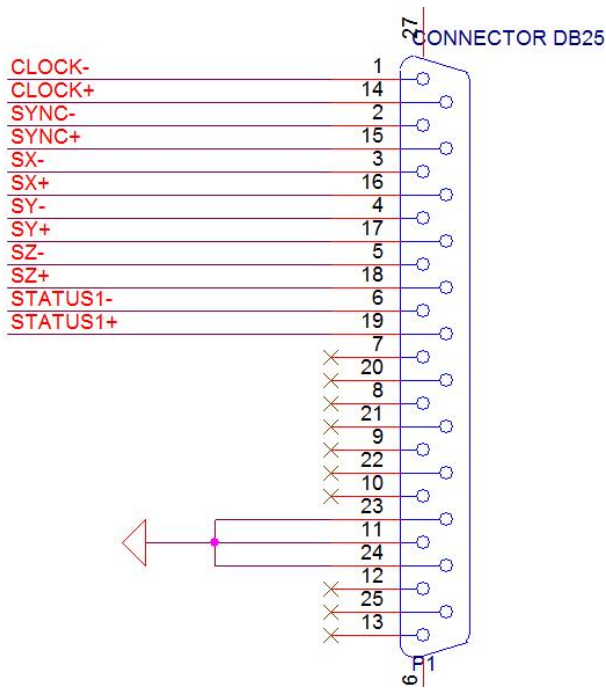 27
CONNECTOR DB25
CLOCK- 1
CLOCK+ 14
SYNC- 2
SYNC+ 15
SX- 3
SX+ 16
SY- 4
SY+ 17
SZ- 5
SZ+ 18
STATUS1- 6
STATUS1+ 19
7
20
8
21
9
22
10
23
11
24
12
25
13
P1
6